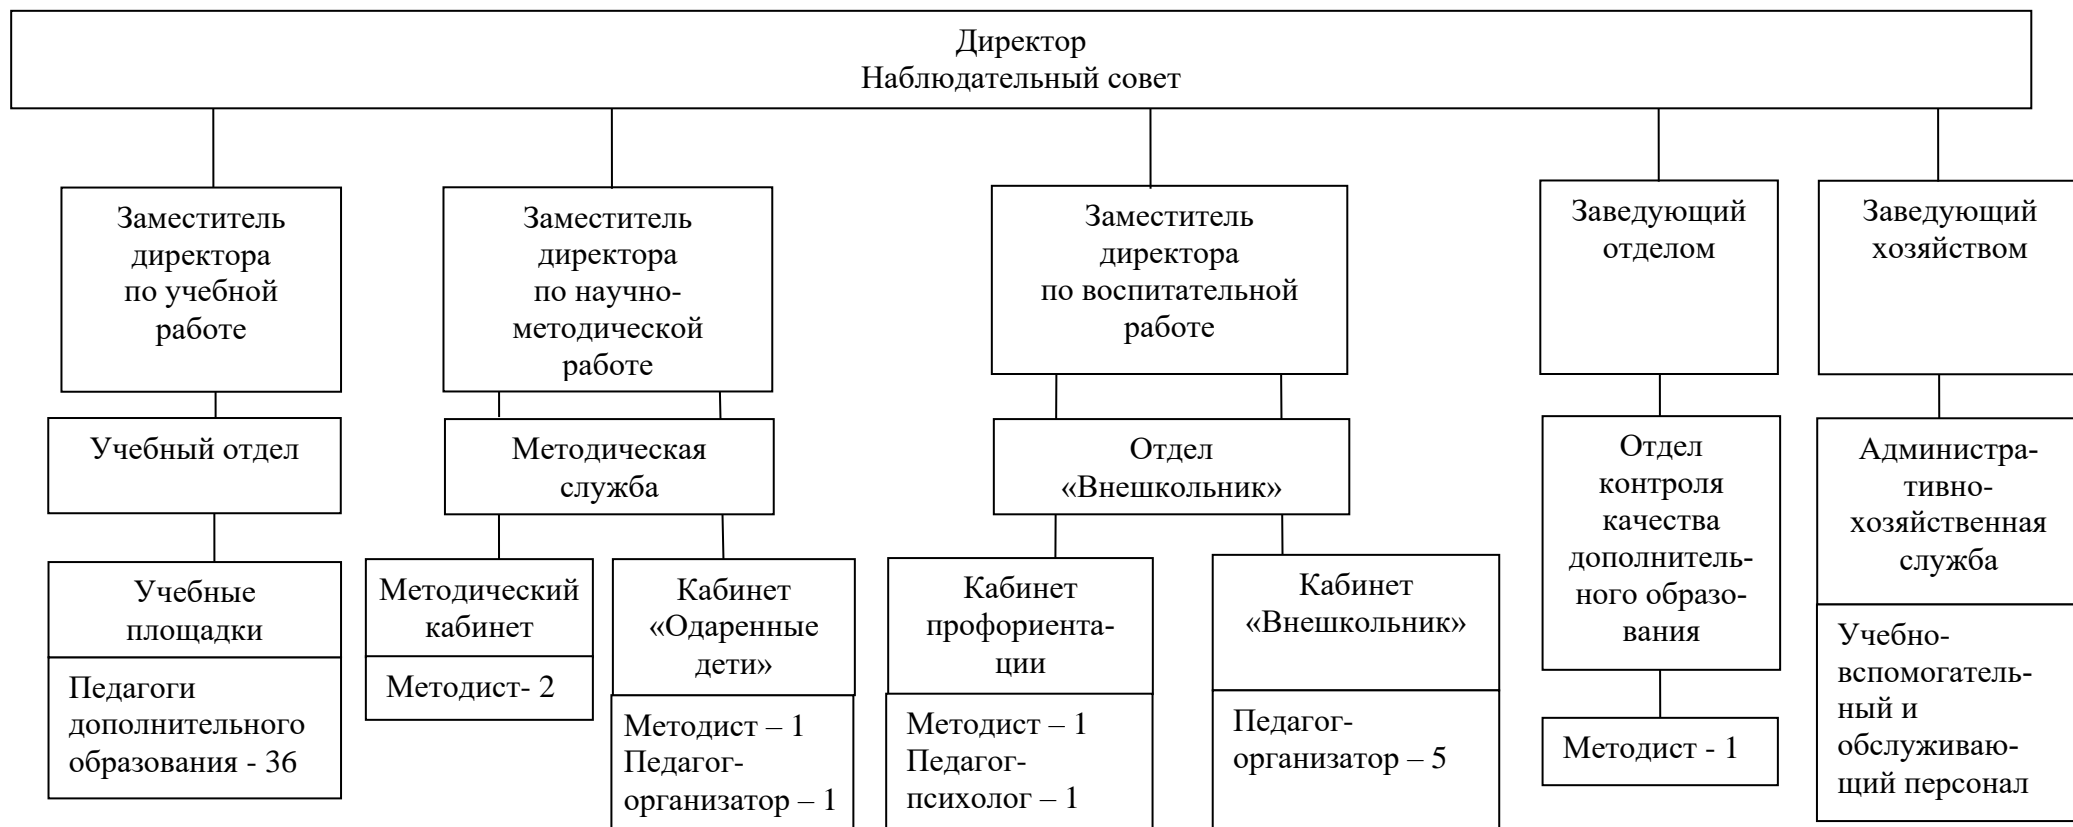 Директор
Наблюдательный совет
Заместитель
директора
по учебной
работе
Заместитель
директора
по научно-
методической
работе
Заместитель
директора
по воспитательной
работе
Заведующий
отделом
Заведующий
хозяйством
Учебный отдел
Методическая
служба
Отдел
«Внешкольник»
Отдел
контроля
качества
дополнитель-
ного образо-
вания
Администра-
тивно-
хозяйственная
служба
Учебные
площадки
Педагоги
дополнительного
образования - 36
Методический
кабинет
Методист- 2
Кабинет
«Одаренные
дети»
Методист – 1
Педагог-
организатор – 1
Кабинет
профориента-
ции
Методист – 1
Педагог-
психолог – 1
Кабинет
«Внешкольник»
Педагог-
организатор – 5
Методист - 1
Учебно-
вспомогатель-
ный и
обслуживаю-
щий персонал